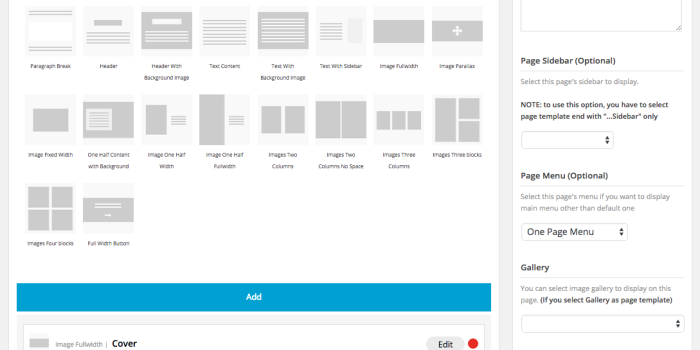 Paragraph Break
Header
Header With
Background Image
Text Content
Text With
Background Image
Text With Sidebar
Image Fullwidth
Image Parallax
Image Fixed Width
One Half Content
with Background
Image One Half
Width
Image One Half
Fullwidth
Images Two
Columns
Images Two
Columns No Space
Images Three
Columns
Images Three blocks
Images Four blocks
Full Width Button
Add
Image Fullwidth |
Cover
Edit
Page Sidebar (Optional)
Select this page's sidebar to display.
NOTE: to use this option, you have to select
page template end with "...Sidebar" only
Page Menu (Optional)
Select this page's menu if you want to display
main menu other than default one
One Page Menu
Gallery
You can select image gallery to display on this
page. (If you select Gallery as page template)